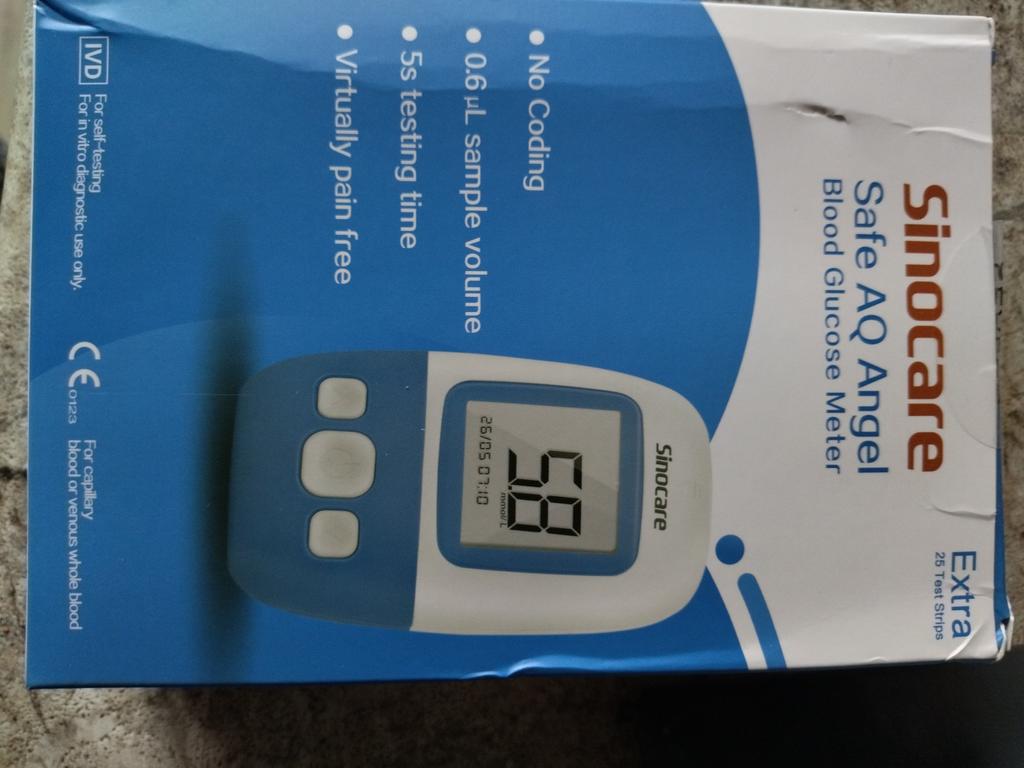 Sinocare
Safe AQ Angel
Blood Glucose Meter
Extra
25 Test Strips
• No Coding
• 0.6 μL sample volume
• 5s testing time
• Virtually pain free
Sinocare
5.8
mmol/L
26/05 07:10
IVD
For self-testing
For in vitro diagnostic use only.
CE 0123
For capillary
blood or venous whole blood